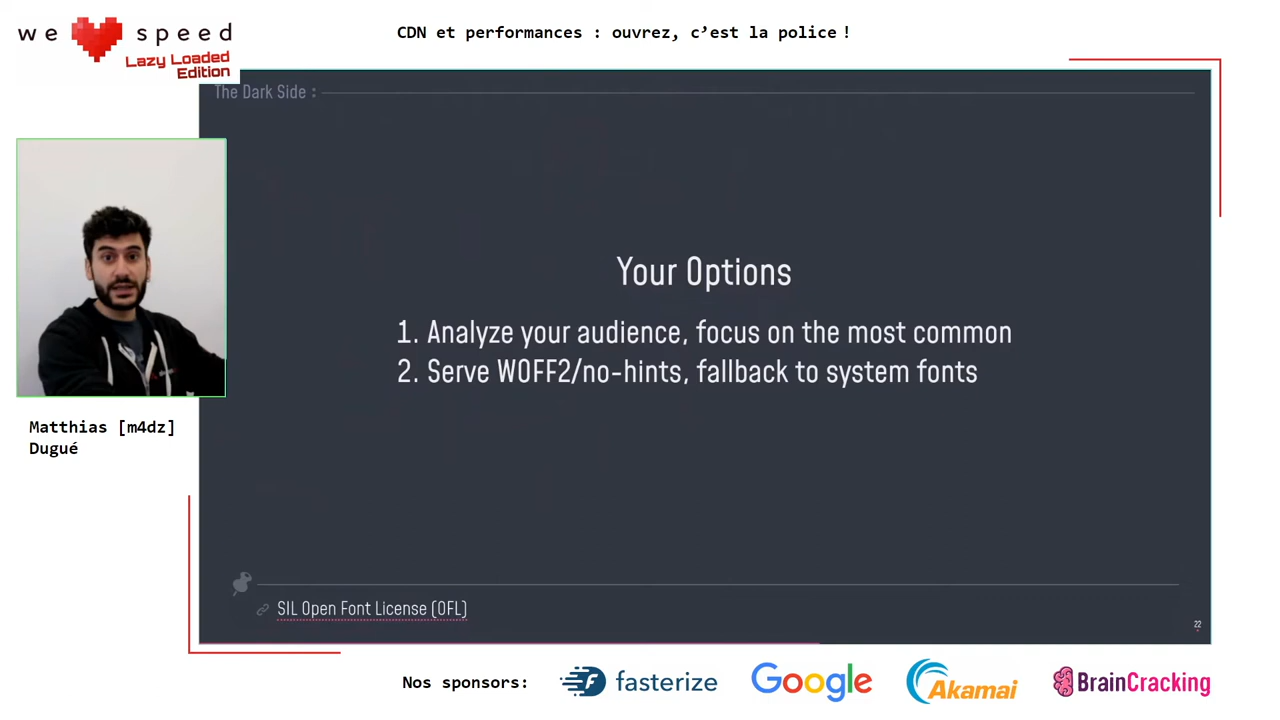 we speed
Lazy Loaded
Edition
CDN et performances : ouvrez, c’est la police !
The Dark Side :
Your Options
1. Analyze your audience, focus on the most common
2. Serve WOFF2/no-hints, fallback to system fonts
Matthias [m4dz]
Dugué
SIL Open Font License (OFL)
22
Nos sponsors:
fasterize
Google
Akamai
BrainCracking